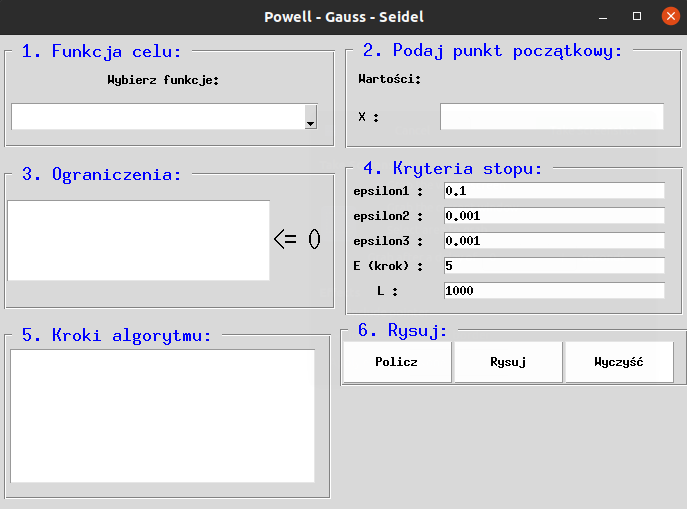 Powell - Gauss - Seidel
1. Funkcja celu:
Wybierz funkcje:
2. Podaj punkt początkowy:
Wartości:
X :
3. Ograniczenia:
<= 0
4. Kryteria stopu:
epsilon1 : 0.1
epsilon2 : 0.001
epsilon3 : 0.001
E (krok) : 5
L : 1000
5. Kroki algorytmu:
6. Rysuj:
Policz Rysuj Wyczyść